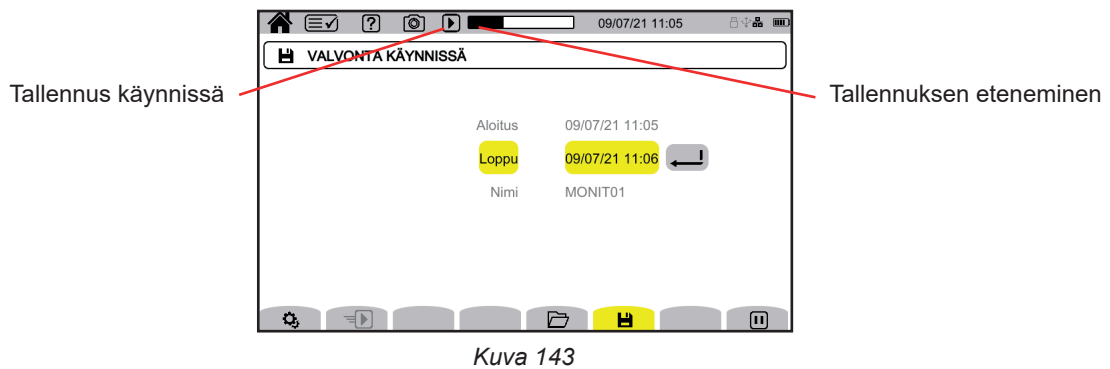 09/07/21 11:05
VALVONTA KÄYNNISSÄ
Tallennus käynnissä
Tallennuksen eteneminen
Aloitus 09/07/21 11:05
Loppu 09/07/21 11:06
Nimi MONIT01
Kuva 143